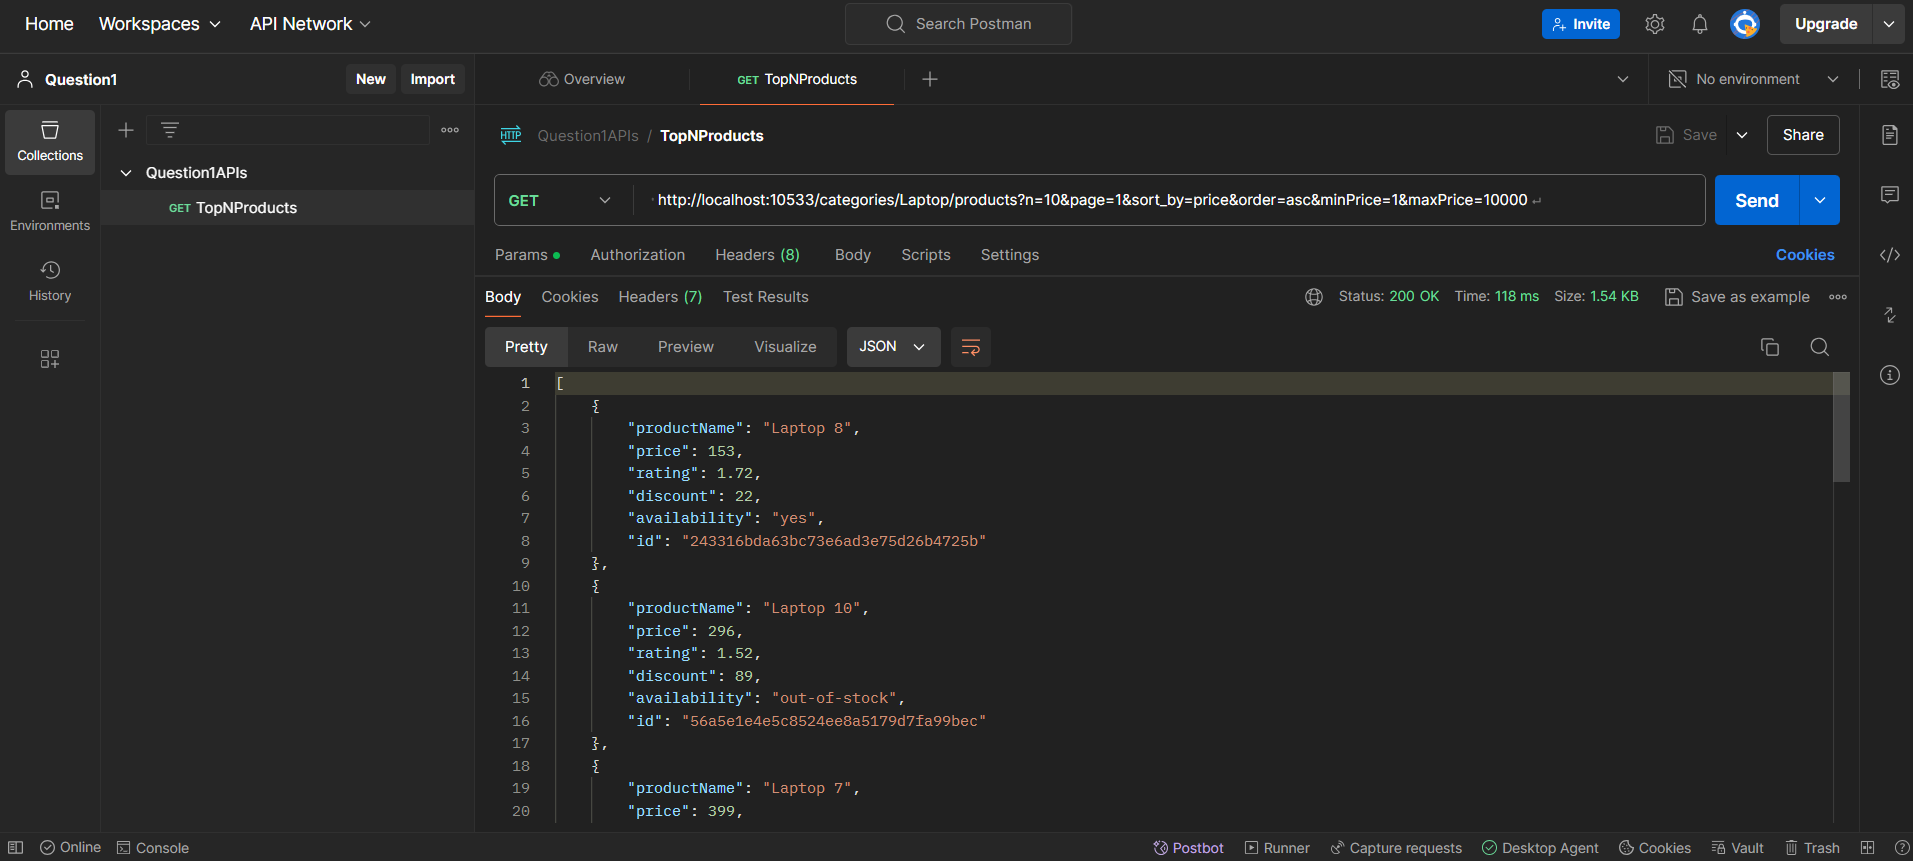 Home Workspaces API Network Search Postman Invite Upgrade
Question1 New Import Overview GET TopNProducts No environment
Collections
Environments
History
Question1APIs
GET TopNProducts
HTTP Question1APIs / TopNProducts Save Share
GET http://localhost:10533/categories/Laptop/products?n=10&page=1&sort_by=price&order=asc&minPrice=1&maxPrice=10000 Send
Params Authorization Headers (8) Body Scripts Settings Cookies
Body Cookies Headers (7) Test Results Status: 200 OK Time: 118 ms Size: 1.54 KB Save as example
Pretty Raw Preview Visualize JSON
1 [
2 {
3 "productName": "Laptop 8",
4 "price": 153,
5 "rating": 1.72,
6 "discount": 22,
7 "availability": "yes",
8 "id": "243316bda63bc73e6ad3e75d26b4725b"
9 },
10 {
11 "productName": "Laptop 10",
12 "price": 296,
13 "rating": 1.52,
14 "discount": 89,
15 "availability": "out-of-stock",
16 "id": "56a5e1e4e5c8524ee8a5179d7fa99bec"
17 },
18 {
19 "productName": "Laptop 7",
20 "price": 399,
Online Console Postbot Runner Capture requests Desktop Agent Cookies Vault Trash